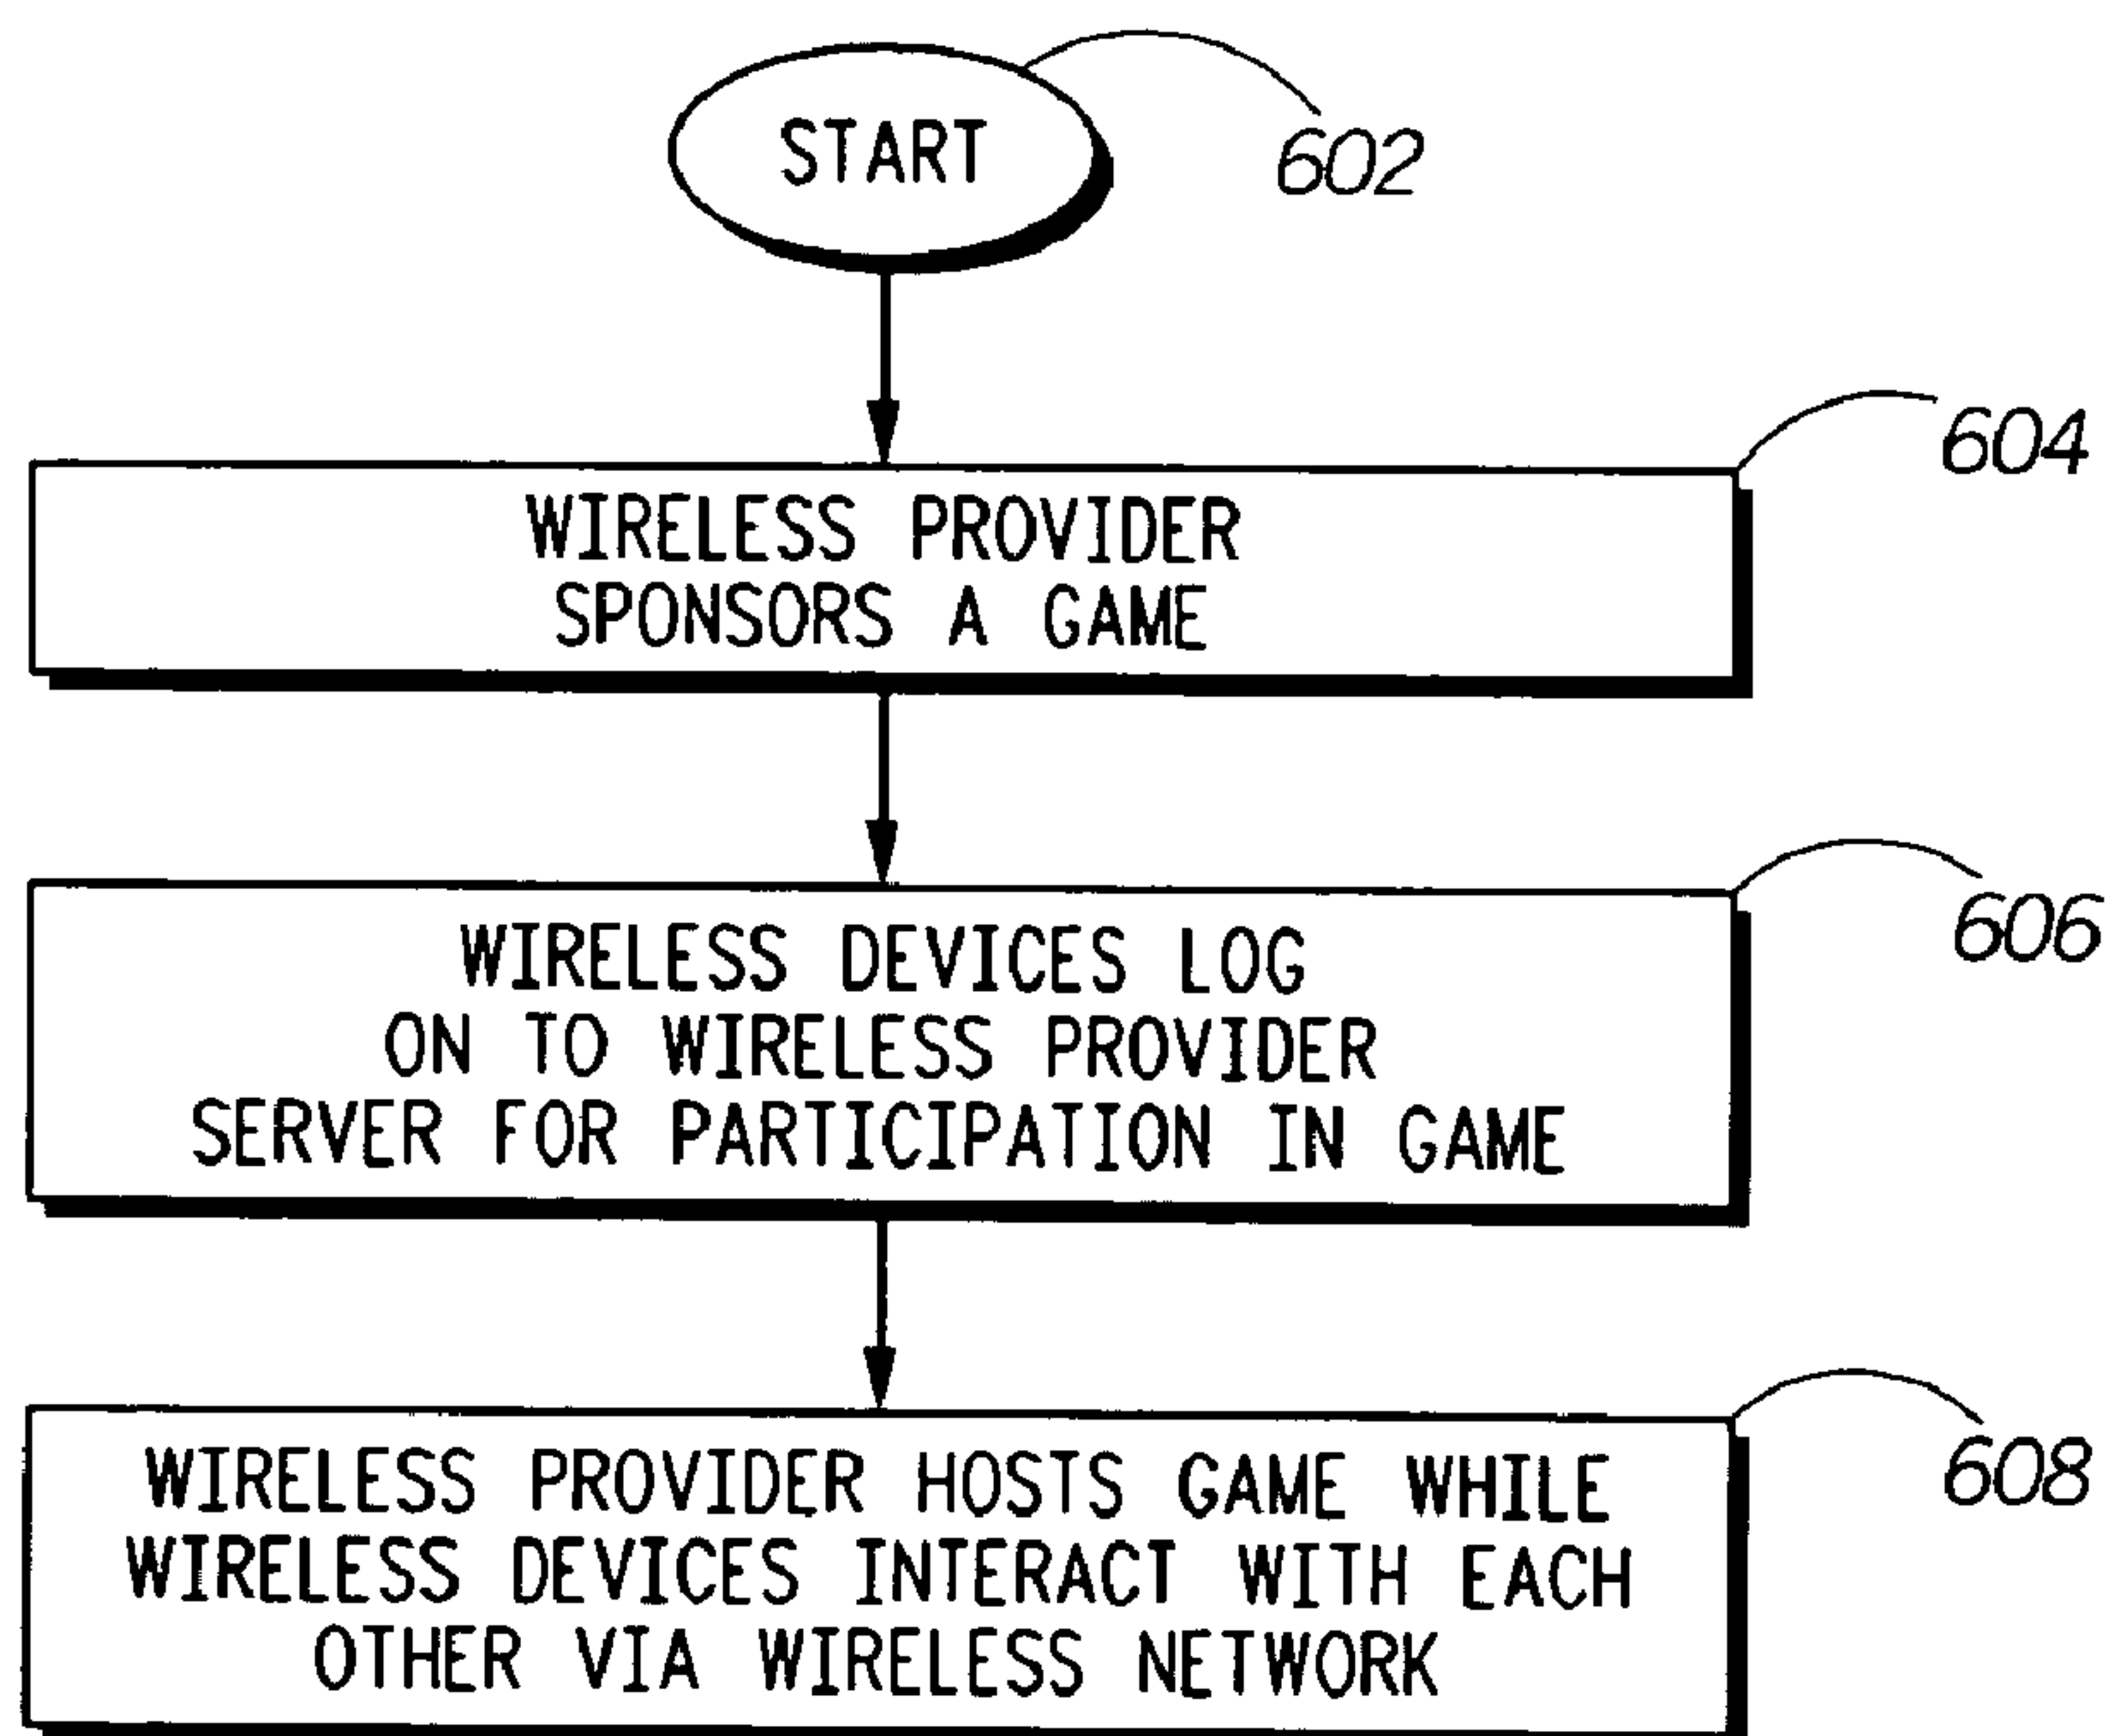 START
602
604
WIRELESS PROVIDER
SPONSORS A GAME
606
WIRELESS DEVICES LOG
ON TO WIRELESS PROVIDER
SERVER FOR PARTICIPATION IN GAME
608
WIRELESS PROVIDER HOSTS GAME WHILE
WIRELESS DEVICES INTERACT WITH EACH
OTHER VIA WIRELESS NETWORK